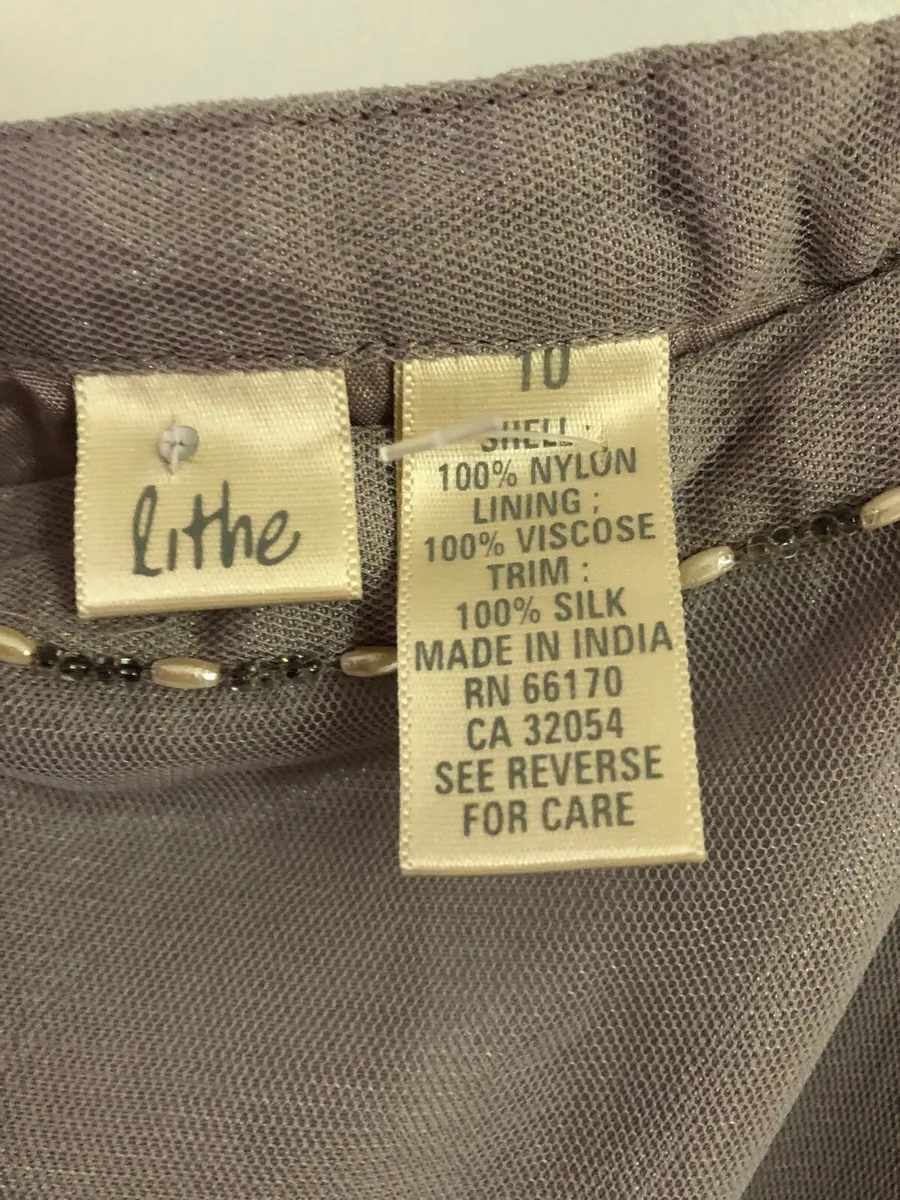 lithe
10
SHELL :
100% NYLON
LINING ;
100% VISCOSE
TRIM :
100% SILK
MADE IN INDIA
RN 66170
CA 32054
SEE REVERSE
FOR CARE